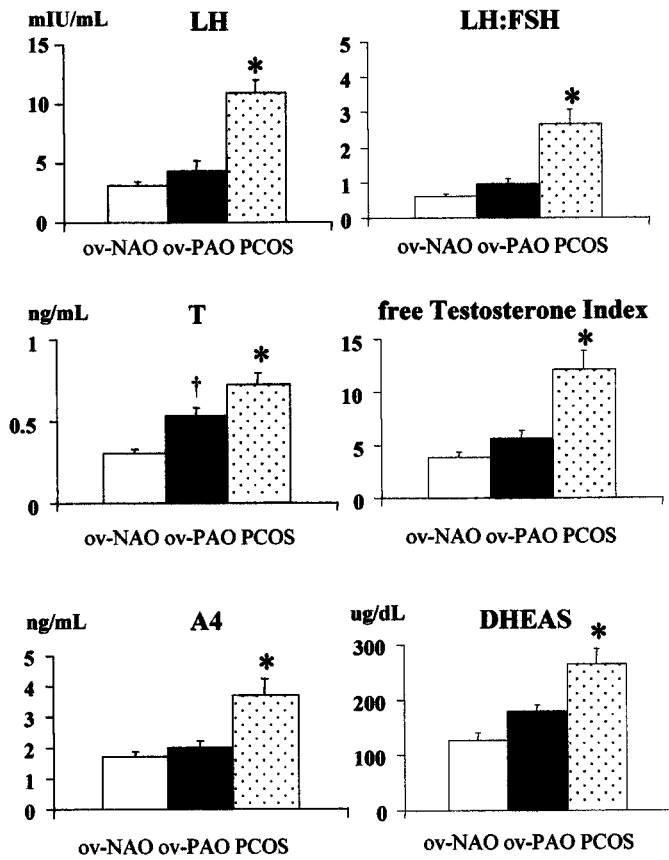 mIU/mL LH
15
10
5
0
*
ov-NAO ov-PAO PCOS
LH:FSH
5
4
3
2
1
0
*
ov-NAO ov-PAO PCOS
ng/mL T
1
0.5
0
† *
ov-NAO ov-PAO PCOS
free Testosterone Index
15
10
5
0
*
ov-NAO ov-PAO PCOS
ng/mL A4
5
4
3
2
1
0
*
ov-NAO ov-PAO PCOS
ug/dL DHEAS
300
200
100
0
*
ov-NAO ov-PAO PCOS